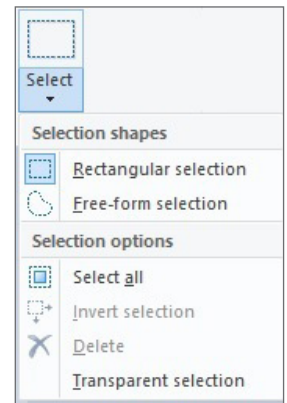 Select
Selection shapes
Rectangular selection
Free-form selection
Selection options
Select all
Invert selection
Delete
Transparent selection